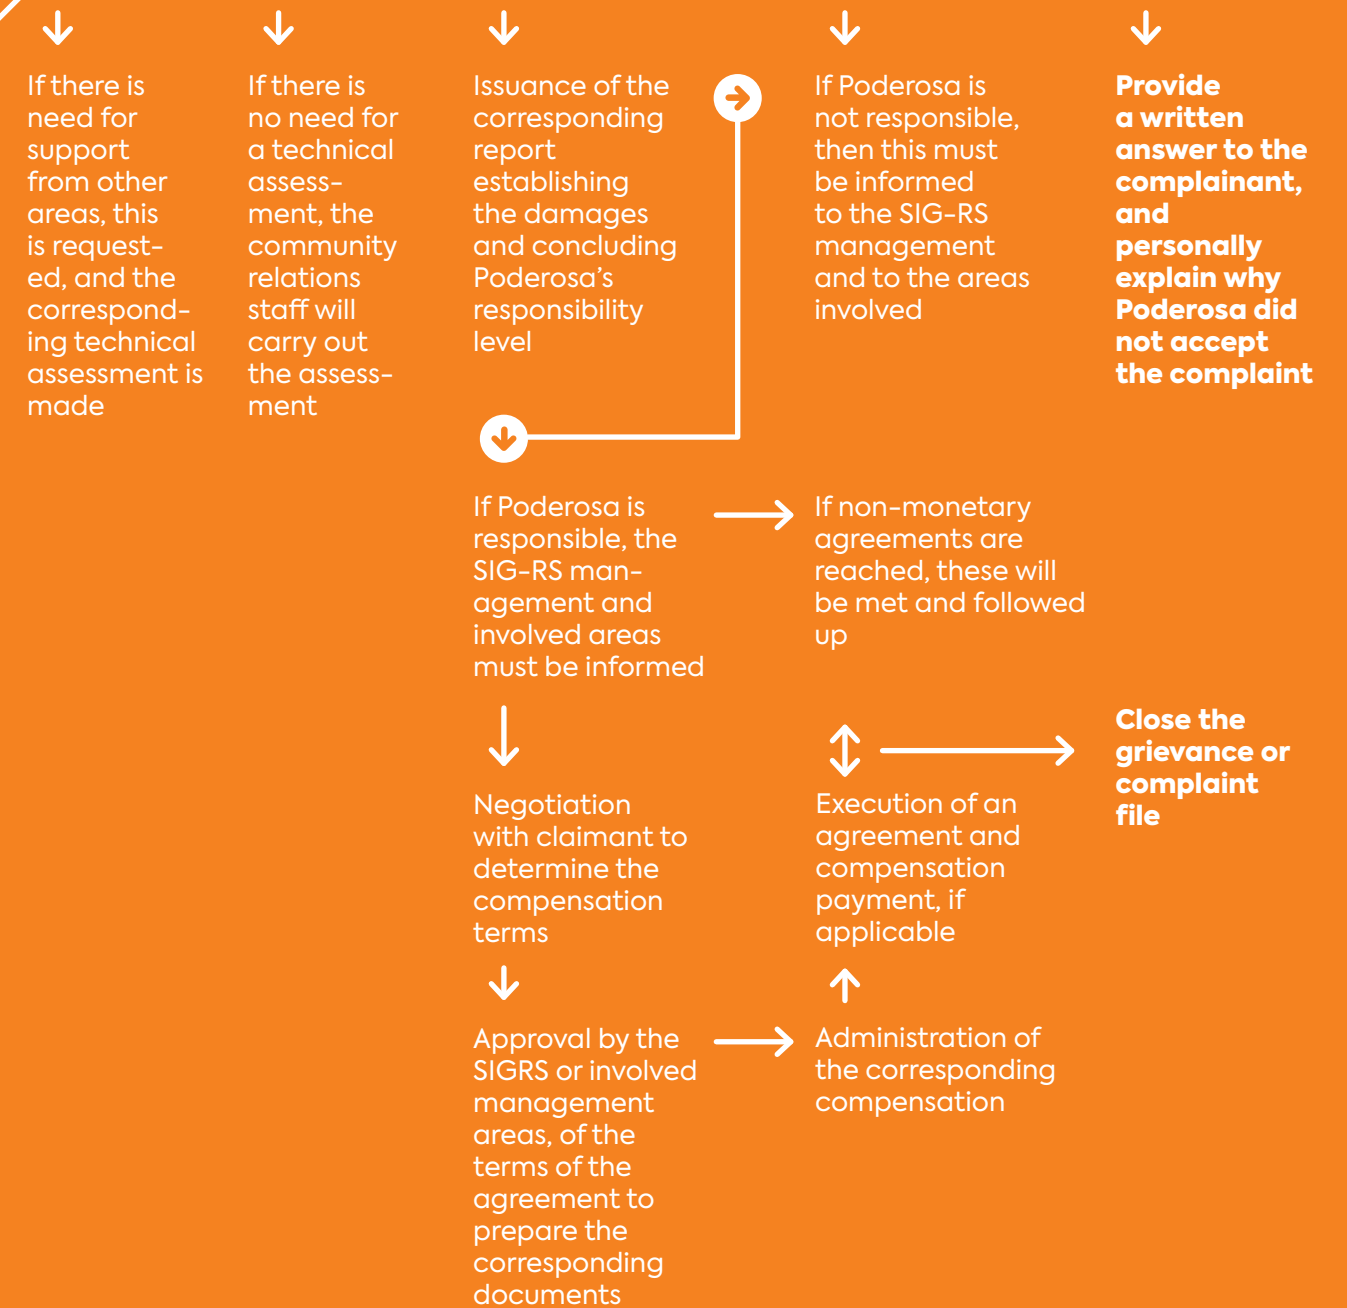 If there is
need for
support
from other
areas, this
is request-
ed, and the
correspond-
ing technical
assessment is
made
If there is
no need for
a technical
assess-
ment, the
community
relations
staff will
carry out
the assess-
ment
Issuance of the
corresponding
report
establishing
the damages
and concluding
Poderosa's
responsibility
level
If Poderosa is
not responsible,
then this must
be informed
to the SIG-RS
management
and to the areas
involved
Provide
a written
answer to the
complainant,
and
personally
explain why
Poderosa did
not accept
the complaint
If Poderosa is
responsible, the
SIG-RS man-
agement and
involved areas
must be informed
If non-monetary
agreements are
reached, these will
be met and followed
up
Negotiation
with claimant to
determine the
compensation
terms
Execution of an
agreement and
compensation
payment, if
applicable
Close the
grievance or
complaint
file
Approval by the
SIGRS or involved
management
areas, of the
terms of the
agreement to
prepare the
corresponding
documents
Administration of
the corresponding
compensation